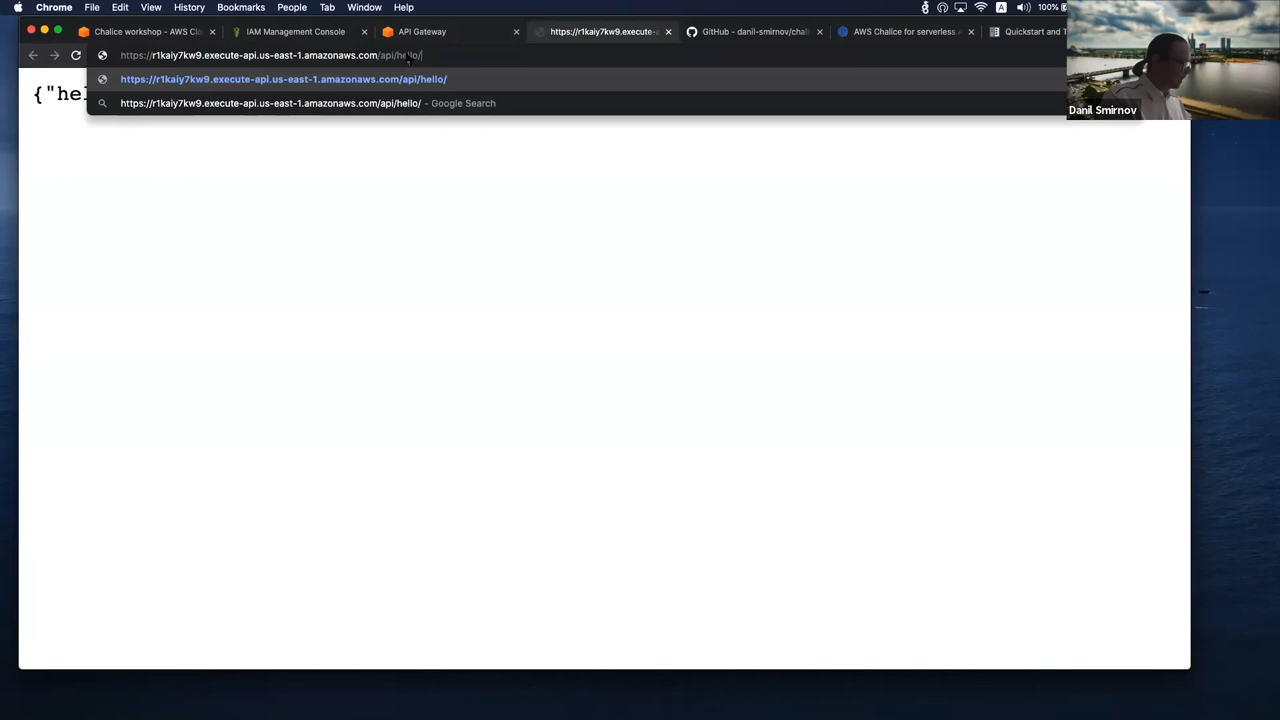 Chrome File Edit View History Bookmarks People Tab Window Help A 100%
Chalice workshop - AWS Clo
IAM Management Console
API Gateway
https://r1kaiy7kw9.execute-a
GitHub - danil-smirnov/chali
AWS Chalice for serverless A
Quickstart and T
https://r1kaiy7kw9.execute-api.us-east-1.amazonaws.com/api/hello/
https://r1kaiy7kw9.execute-api.us-east-1.amazonaws.com/api/hello/
https://r1kaiy7kw9.execute-api.us-east-1.amazonaws.com/api/hello/ - Google Search
{"hel
Danil Smirnov